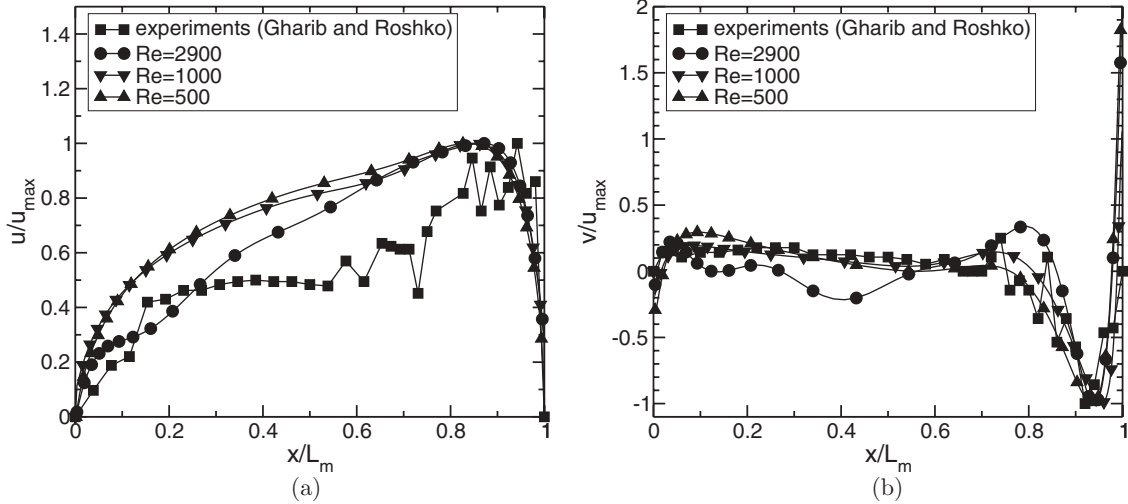 1.4
1.2
1
0.8
0.6
0.4
0.2
0
u/u_max
experiments (Gharib and Roshko)
Re=2900
Re=1000
Re=500
0 0.2 0.4 0.6 0.8 1
x/L_m
(a)
2
1.5
1
0.5
0
-0.5
-1
v/u_max
experiments (Gharib and Roshko)
Re=2900
Re=1000
Re=500
0 0.2 0.4 0.6 0.8 1
x/L_m
(b)